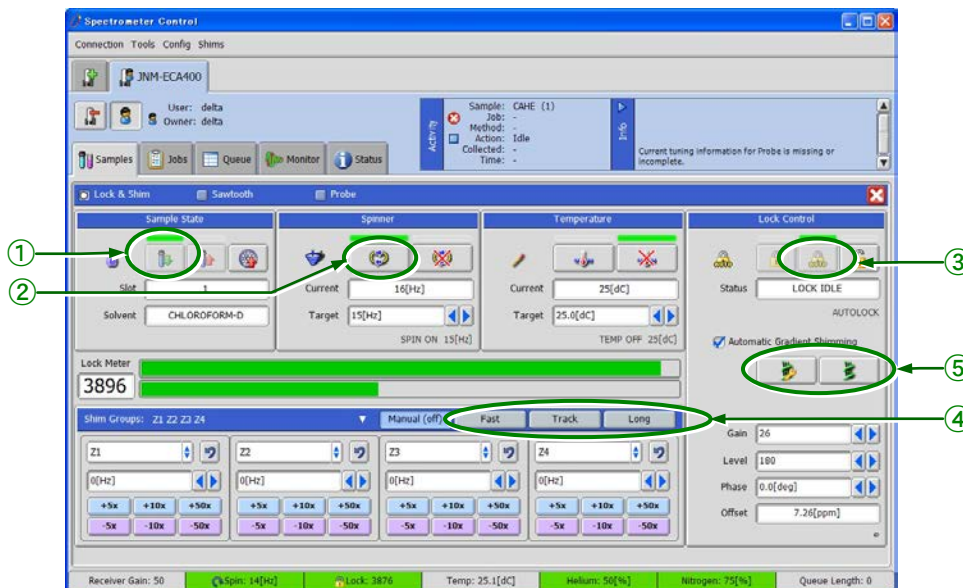 Spectrometer Control
Connection Tools Config Shims
JNM-ECA400
User: delta
Owner: delta
Activity
Sample: CAHE (1)
Job: -
Method: -
Action: Idle
Collected: -
Time: -
Info
Current tuning information for Probe is missing or
incomplete.
Samples Jobs Queue Monitor Status
Lock & Shim Sawtooth Probe
Sample State Spinner Temperature Lock Control
①
②
③
Slot 1 Current 16[Hz] Current 25[dC] Status LOCK IDLE
Solvent CHLOROFORM-D Target 15[Hz] Target 25.0[dC] AUTOLOCK
SPIN ON 15[Hz] TEMP OFF 25[dC]
Automatic Gradient Shimming
Lock Meter
3896
⑤
Shim Groups: Z1 Z2 Z3 Z4 Manual (off) Fast Track Long
④
Z1 Z2 Z3 Z4
0[Hz] 0[Hz] 0[Hz] 0[Hz]
+5x +10x +50x +5x +10x +50x +5x +10x +50x +5x +10x +50x
-5x -10x -50x -5x -10x -50x -5x -10x -50x -5x -10x -50x
Gain 26
Level 180
Phase 0.0[deg]
Offset 7.26[ppm]
Receiver Gain: 50 Spin: 14[Hz] Lock: 3876 Temp: 25.1[dC] Helium: 50[%] Nitrogen: 75[%] Queue Length: 0